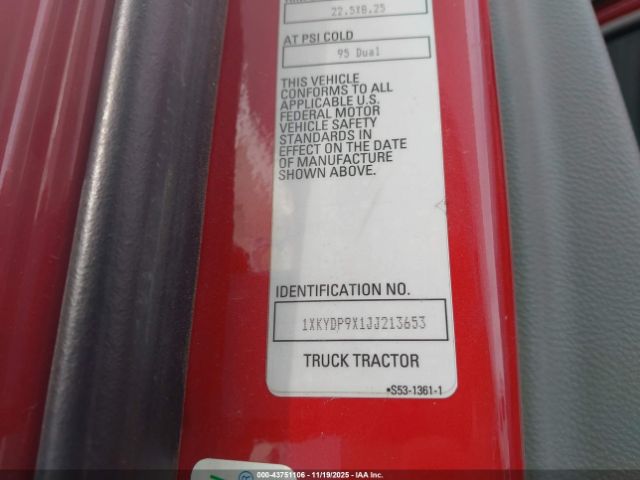 22.5X8.25
AT PSI COLD
95 Dual
THIS VEHICLE
CONFORMS TO ALL
APPLICABLE U.S.
FEDERAL MOTOR
VEHICLE SAFETY
STANDARDS IN
EFFECT ON THE DATE
OF MANUFACTURE
SHOWN ABOVE.
IDENTIFICATION NO.
1XKYDP9X1JJ213653
TRUCK TRACTOR
*S53-1361-1
000-43751106 - 11/19/2025 - IAA Inc.